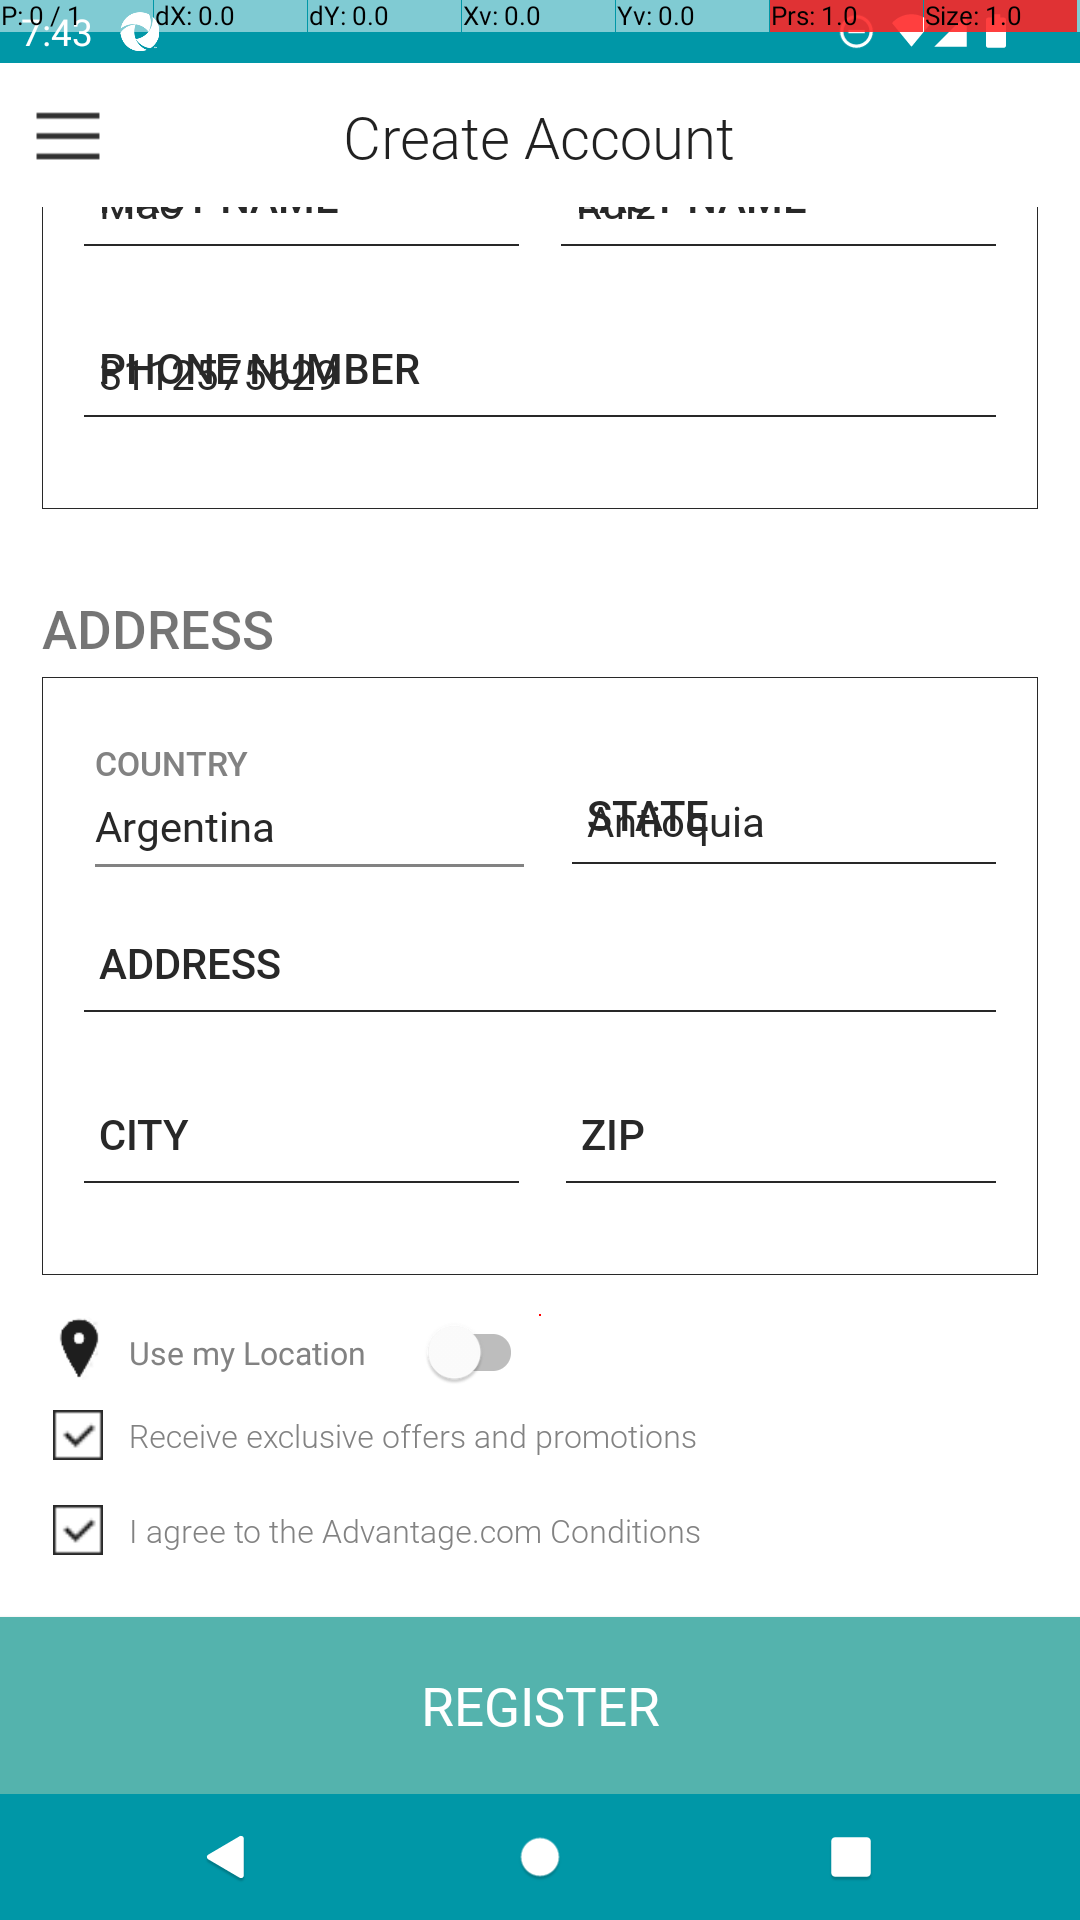 P: 0 / 1 dX: 0.0 dY: 0.0 Xv: 0.0 Yv: 0.0 Prs: 1.0 Size: 1.0
7:43
Create Account
NAME NAME
PHONE NUMBER
3112575629
ADDRESS
COUNTRY
Argentina
STATE
Antioquia
ADDRESS
CITY ZIP
Use my Location
Receive exclusive offers and promotions
I agree to the Advantage.com Conditions
REGISTER